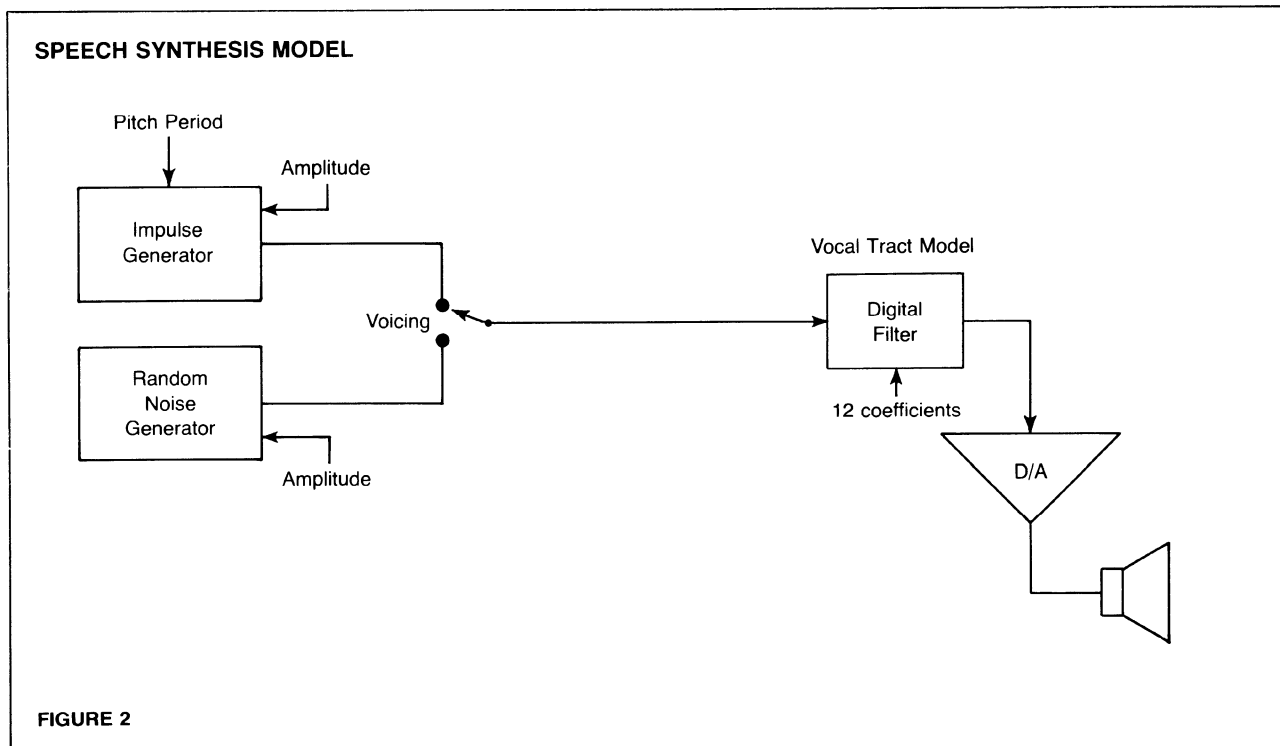 SPEECH SYNTHESIS MODEL
Pitch Period
Amplitude
Impulse
Generator
Voicing
Random
Noise
Generator
Amplitude
Vocal Tract Model
Digital
Filter
12 coefficients
D/A
FIGURE 2